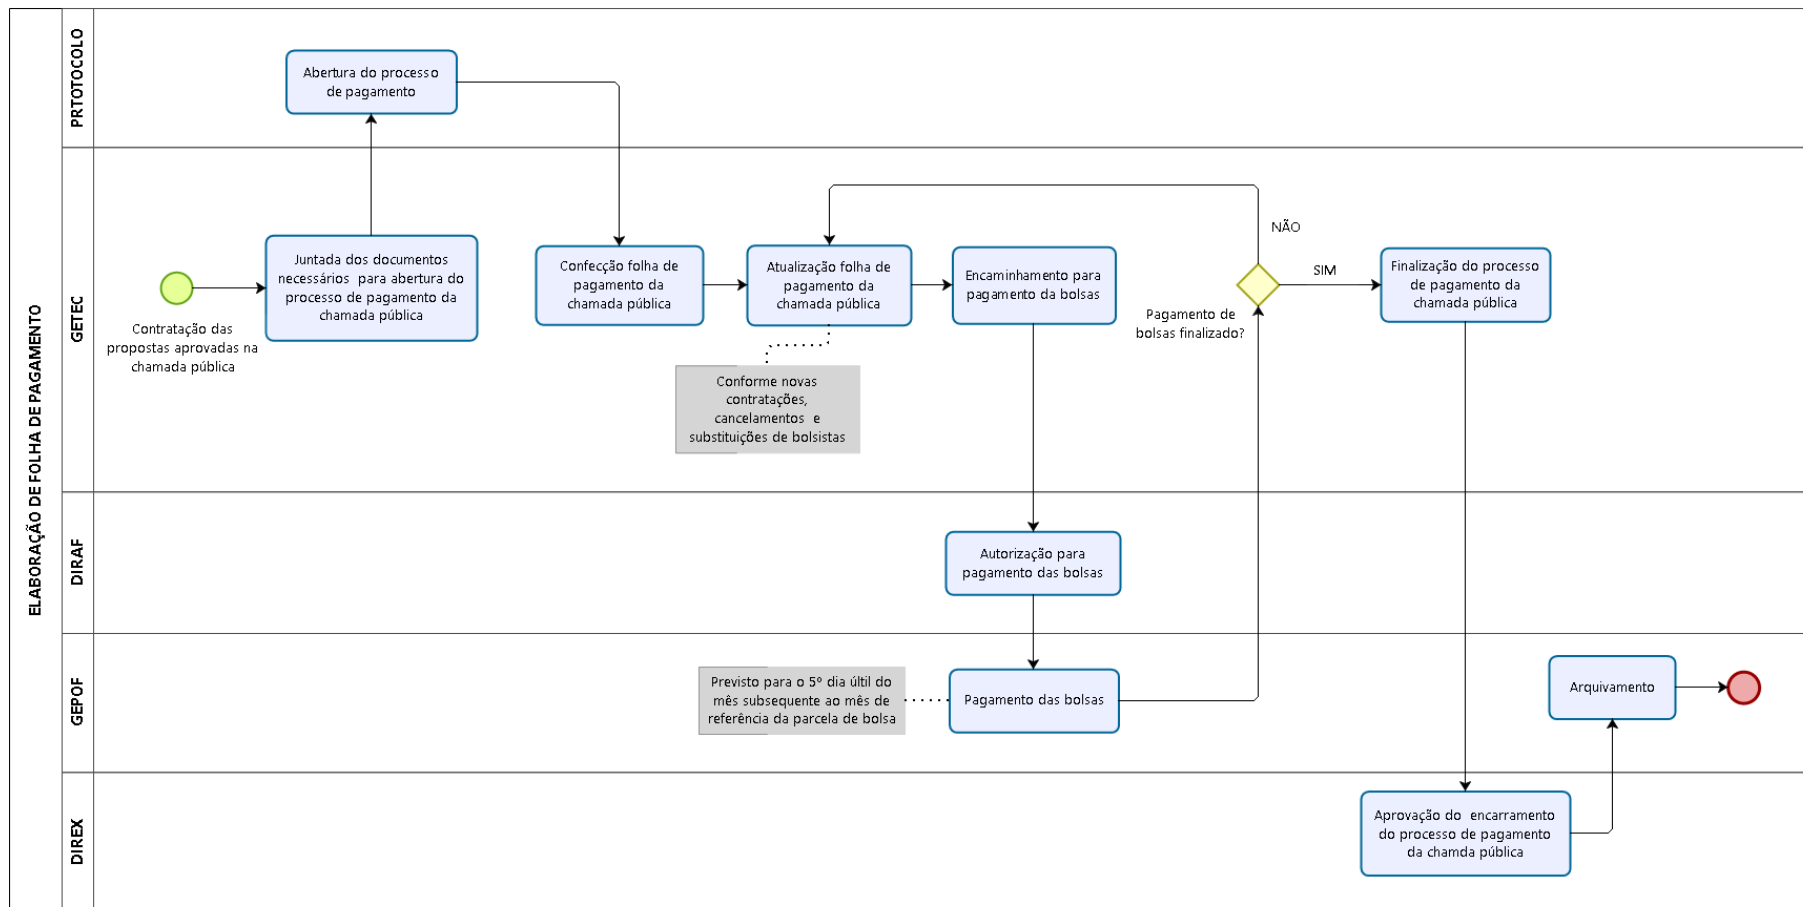 ELABORAÇÃO DE FOLHA DE PAGAMENTO
PRTOTOCOLO
Abertura do processo
de pagamento
GETEC
Contratação das
propostas aprovadas na
chamada pública
Juntada dos documentos
necessários para abertura do
processo de pagamento da
chamada pública
Confecção folha de
pagamento da
chamada pública
Atualização folha de
pagamento da
chamada pública
Conforme novas
contratações,
cancelamentos e
substituições de bolsistas
Encaminhamento para
pagamento da bolsas
Pagamento de
bolsas finalizado?
NÃO
SIM
Finalização do processo
de pagamento da
chamada pública
DIRAF
Autorização para
pagamento das bolsas
GEPOF
Previsto para o 5º dia últil do
mês subsequente ao mês de
referência da parcela de bolsa
Pagamento das bolsas
Arquivamento
DIREX
Aprovação do encarramento
do processo de pagamento
da chamda pública